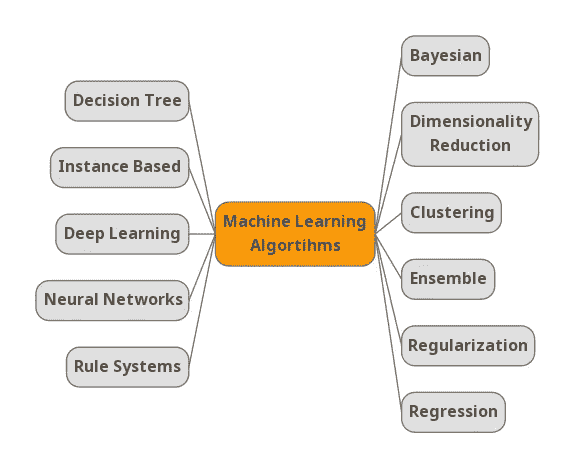 Decision Tree
Instance Based
Deep Learning
Neural Networks
Rule Systems
Machine Learning
Algortihms
Bayesian
Dimensionality
Reduction
Clustering
Ensemble
Regularization
Regression